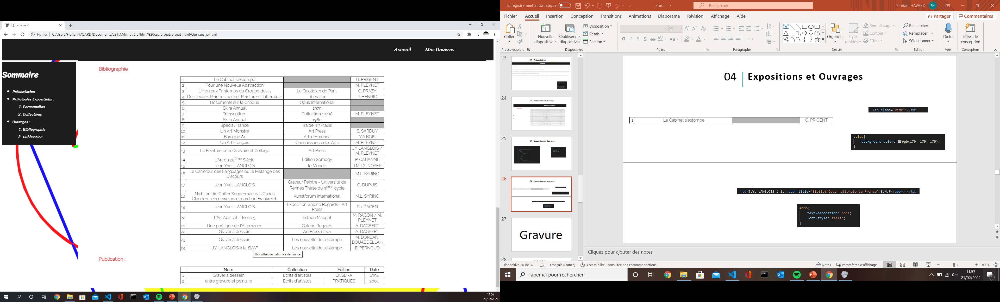 Qui suis-je ?
Fichier C:/Users/FlorianHAVARD/Documents/ESTIAM/matière/html%20css/projet/projet-html/Qui-suis-je.html
Acceuil Mes Oeuvres
Sommaire
Présentation
Principales Expositions :
1. Personnelles
2. Collectives
Ouvrages :
1. Bibliographie
2. Publication
Bibliographie
1 Le Cabinet s'estompe G. PRIGENT
2 Pour une Nouvelle Abstraction M. PLEYNET
3 L'Heureux Printemps du Groupe des 5 Le Quotidien de Paris G. PRAZY
4 Des Jeunes Peintres parlent Peinture et Littérature Libération J. HENRIC
5 Documents sur la Critique Opus International
6 Skira Annual 1979
7 Transculture Collection 10/18 M. PLEYNET
8 Skira Annual 1980
9 Spécial France Traide n°3 (italie)
10 Un Art Monstre Art Press S. SARDUY
11 Baroque 81 Art in America Y.A BOIS
12 Un Art Français Connaissance des Arts M. PLEYNET
13 La Peinture entre Gravure et Collage Art Press J.Y LANGLOIS /
M. PLEYNET
14 L'Art du 20ème Siècle Edition Somogy P. CABANNE
15 Jean Yves LANGLOIS le Monde J.M. DUNOYER
16 Le Carrefour des Languages ou le Mélange des
Discours M.L. SYRING
17 Jean Yves LANGLOIS Graveur Peintre - Université de
Rennes Thèse du 3ème cycle G. DUPUIS
18 Nicht an die Gotter Souderman das Chaos
Glauden... ein newe avant garde in Frankreich Kunstforum International M.L. SYRING
19 Jean Yves LANGLOIS Exposition Galerie Regards - Art
Press Ph. DAGEN
20 L'Art Abstrait - Tome 5 Edition Maeght M. RAGON / M.
PLEYNET
21 Une poétique de l'Alternance Galerie Regards A. DAGBERT
22 Graver à dessein Art Press n°201 A. DAGBERT
23 Graver à dessein Les nouvelle de l'estampe M. DORBANI
BOUABDELLAH
24 J.Y. LANGLOIS à la B.N.F Les nouvelle de l'estampe E. PERNOUD
Bibliothèque nationale de France
Publication :
Nom Collection Edition Date
1 Graver à dessein Ecrits d'artistes ENSB -A 1994
2 entre gravure et peinture Ecrits d'artistes PRATIQUES 2006
11:57
21/02/2021
Enregistrement automatique Prés... Rechercher Florian HAVARD FH
Fichier Accueil Insertion Conception Transitions Animations Diaporama Révision Affichage Aide Partager Commentaires
Coller
Presse-papiers
Nouvelle
diapositive
Réutiliser des
diapositives
Disposition
Rétablir
Section
Diapositives
29
G I S S ab AV Aa A
Police
Paragraphe
Organiser
Styles
rapides
Remplissage
Contour
Effets
Dessin
Rechercher
Remplacer
Sélectionner
Édition
Dicter
Voix
Idées de
conception
Concepteur
23
03 Présentation
24
04 Expositions et Ouvrages
25
04 Expositions et Ouvrages
26
04 Expositions et Ouvrages
27
Gravure
28
04 Expositions et Ouvrages
<td class="vide"></td>
1 Le Cabinet s'estompe G. PRIGENT
.vide{
background-color: rgb(179, 179, 179);
}
<td>J.Y. LANGLOIS à la <abbr title="Bibliothèque nationale de France">B.N.F</abbr> </td>
abbr{
text-decoration: none;
font-style: italic;
}
Cliquez pour ajouter des notes
Diapositive 26 de 37 Français (France) Accessibilité : consultez nos recommandations Notes Paramètres d'affichage 80 %
Taper ici pour rechercher
11:57
21/02/2021
1